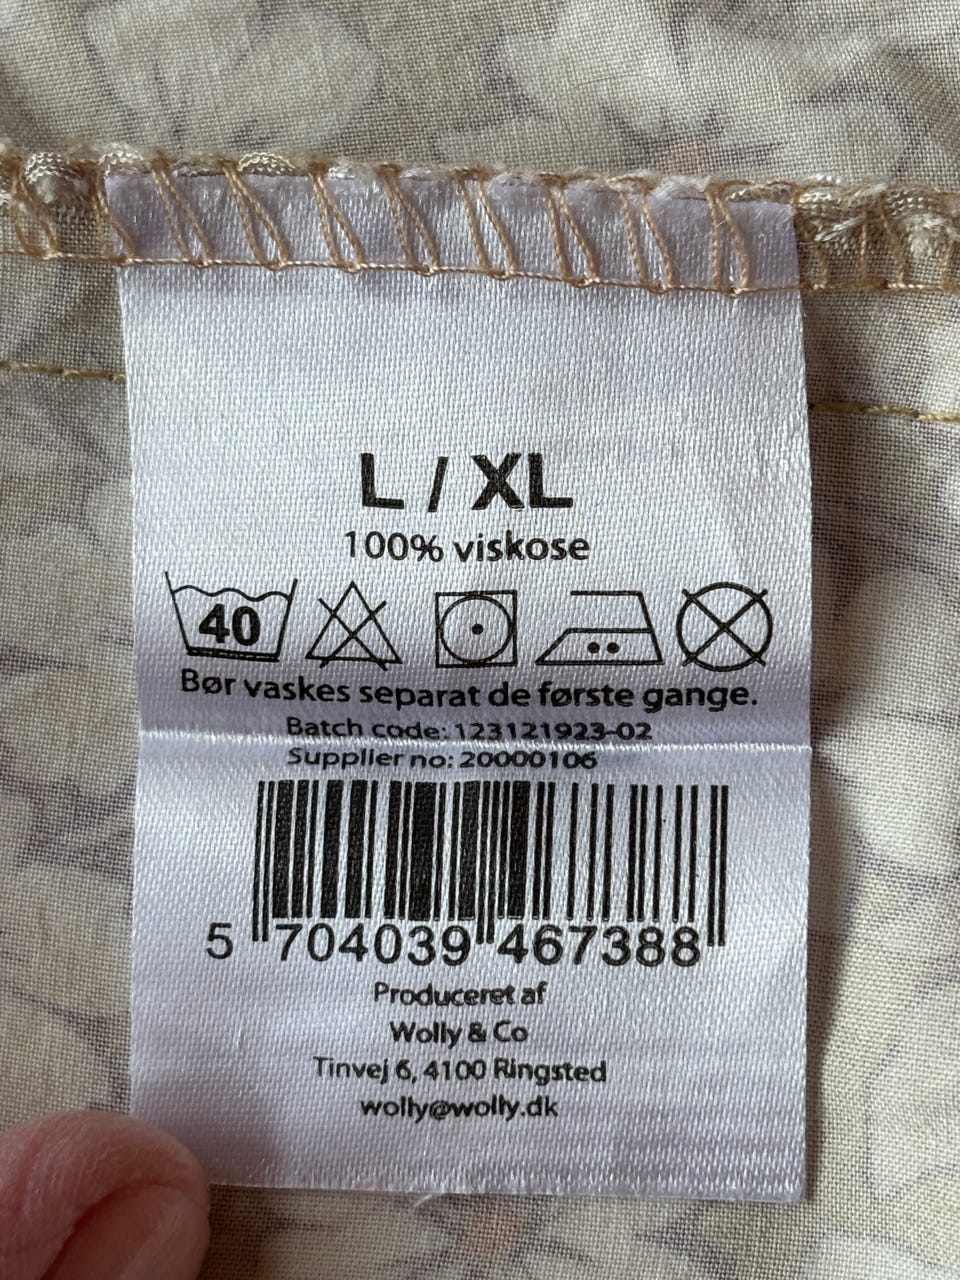 L / XL
100% viskose
40
Bør vaskes separat de første gange.
Batch code: 123121923-02
Supplier no: 20000106
5 704039 467388
Produceret af
Wolly & Co
Tinvej 6, 4100 Ringsted
wolly@wolly.dk